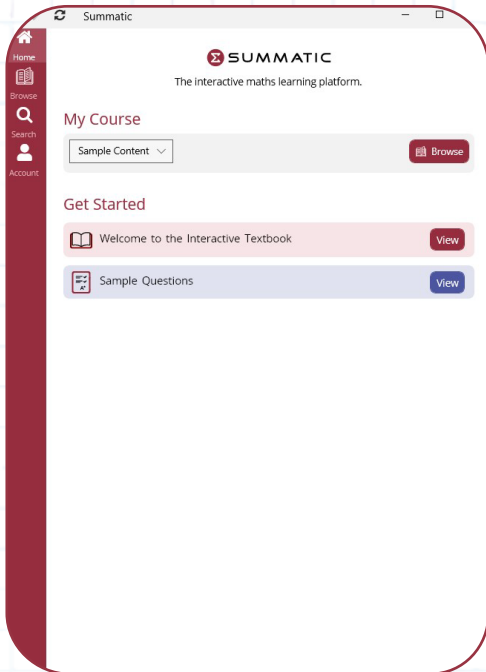 Summatic
Home
Browse
Search
Account
SUMMATIC
The interactive maths learning platform.
My Course
Sample Content
Browse
Get Started
Welcome to the Interactive Textbook
View
Sample Questions
View